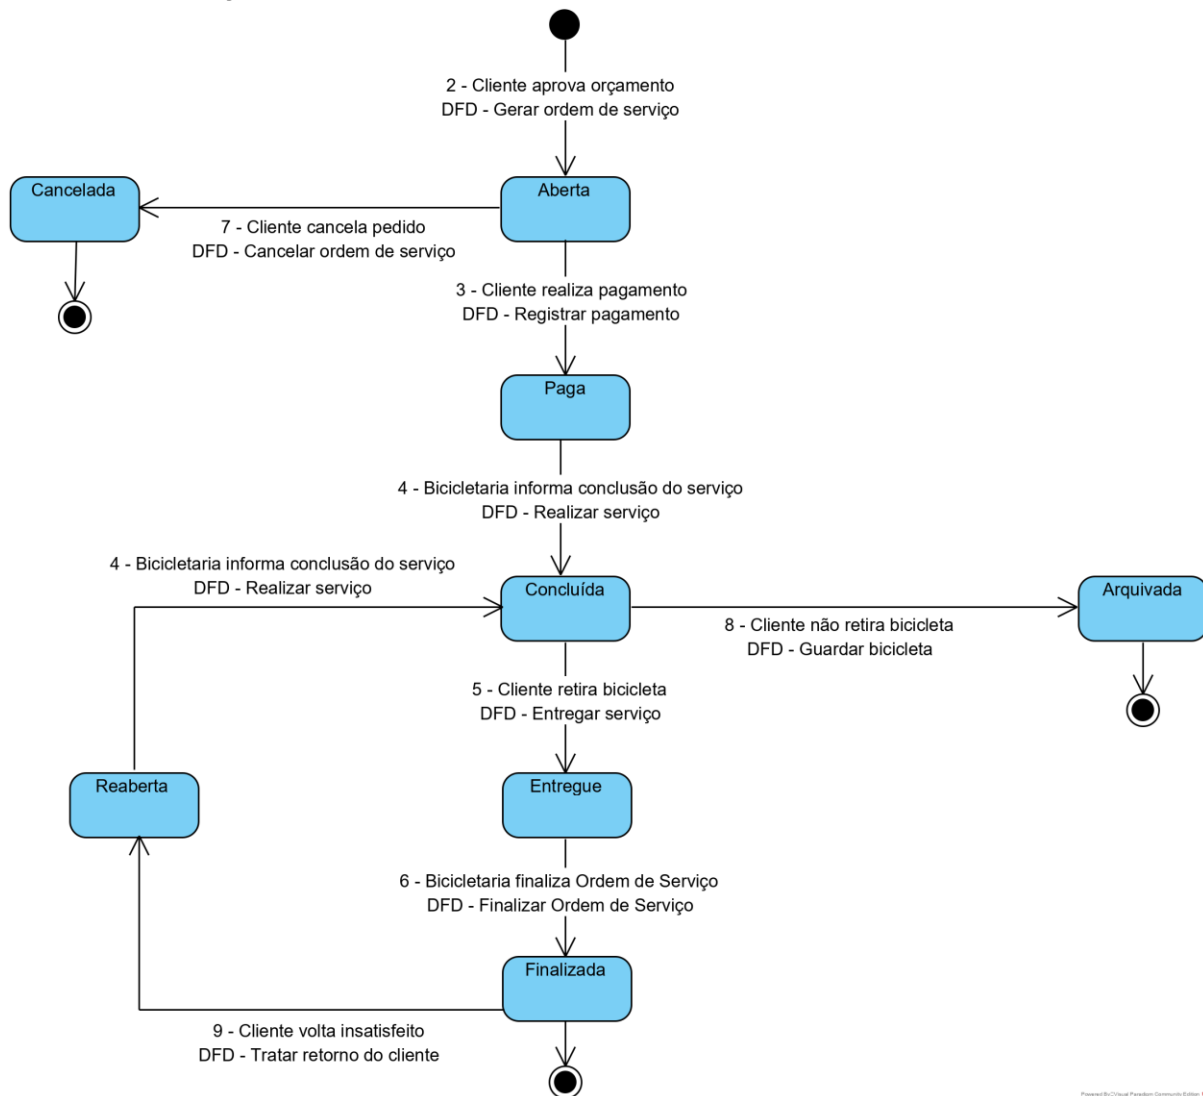 2 - Cliente aprova orçamento
DFD - Gerar ordem de serviço
Cancelada
Aberta
7 - Cliente cancela pedido
DFD - Cancelar ordem de serviço
3 - Cliente realiza pagamento
DFD - Registrar pagamento
Paga
4 - Bicicletaria informa conclusão do serviço
DFD - Realizar serviço
4 - Bicicletaria informa conclusão do serviço
DFD - Realizar serviço
Concluída
Arquivada
8 - Cliente não retira bicicleta
DFD - Guardar bicicleta
5 - Cliente retira bicicleta
DFD - Entregar serviço
Reaberta
Entregue
6 - Bicicletaria finaliza Ordem de Serviço
DFD - Finalizar Ordem de Serviço
Finalizada
9 - Cliente volta insatisfeito
DFD - Tratar retorno do cliente
Visual Paradigm Community Edition